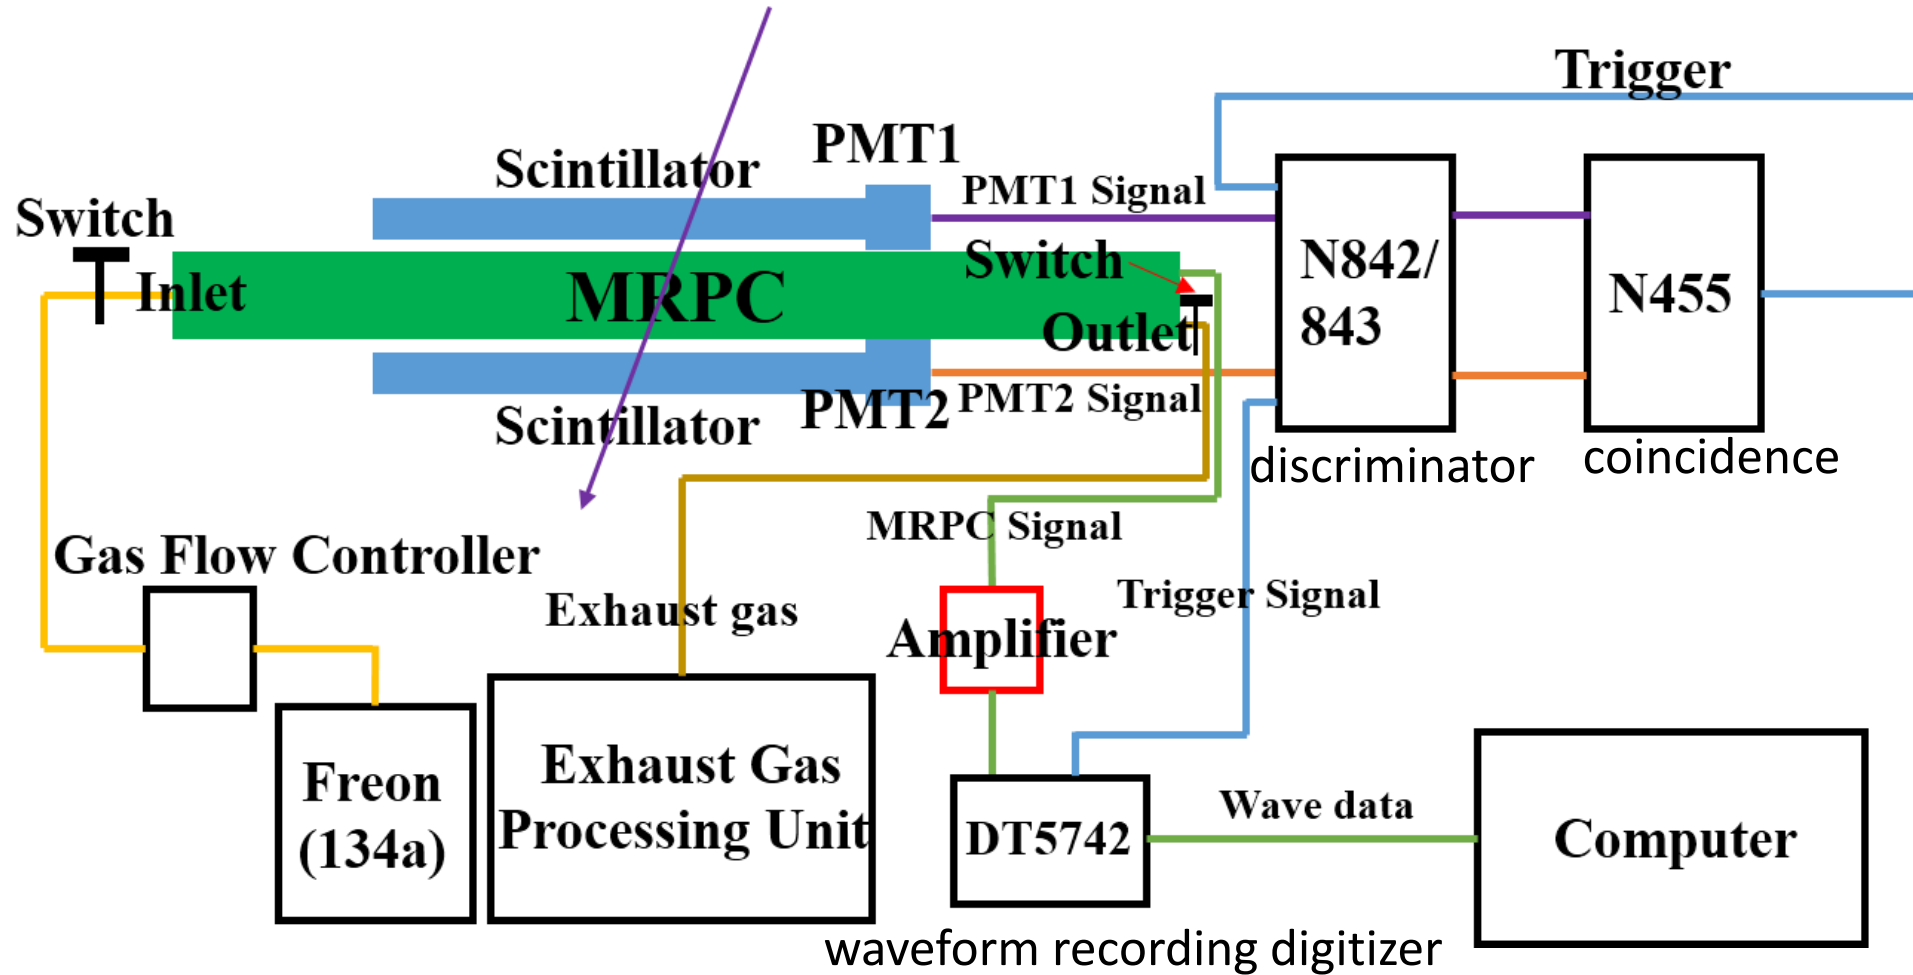 Trigger
PMT1
Scintillator
PMT1 Signal
Switch
Switch
N842/
843
N455
Inlet
MRPC
Outlet
PMT2 Signal
PMT2
Scintillator
discriminator
coincidence
MRPC Signal
Gas Flow Controller
Trigger Signal
Exhaust gas
Amplifier
Freon
(134a)
Exhaust Gas
Processing Unit
DT5742
Wave data
Computer
waveform recording digitizer